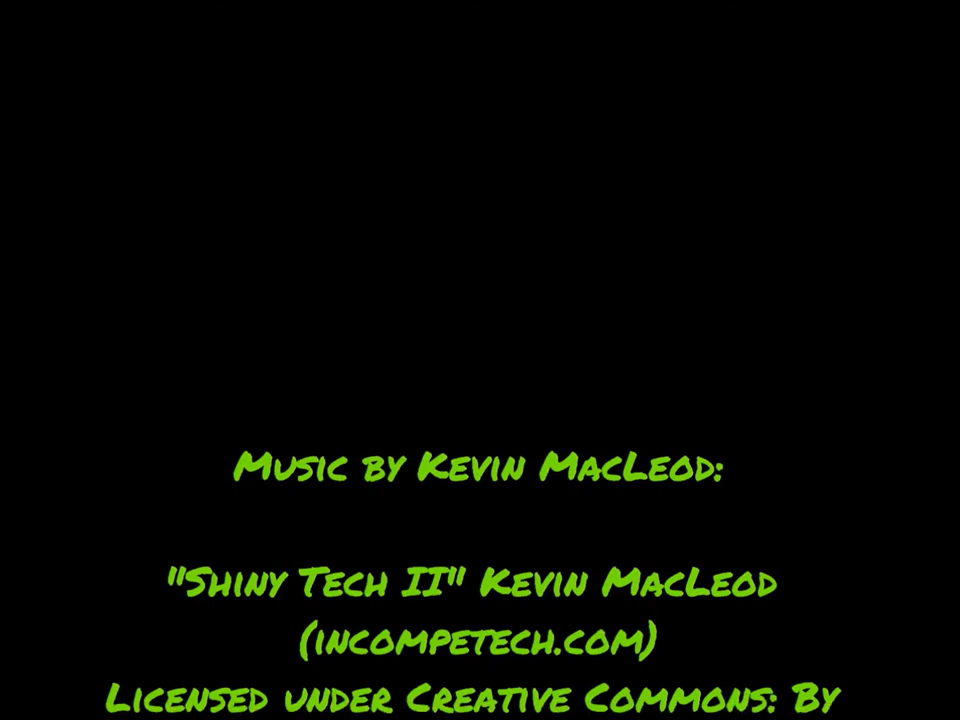 Music by Kevin MacLeod:
"Shiny Tech II" Kevin MacLeod
(incompetech.com)
Licensed under Creative Commons: By